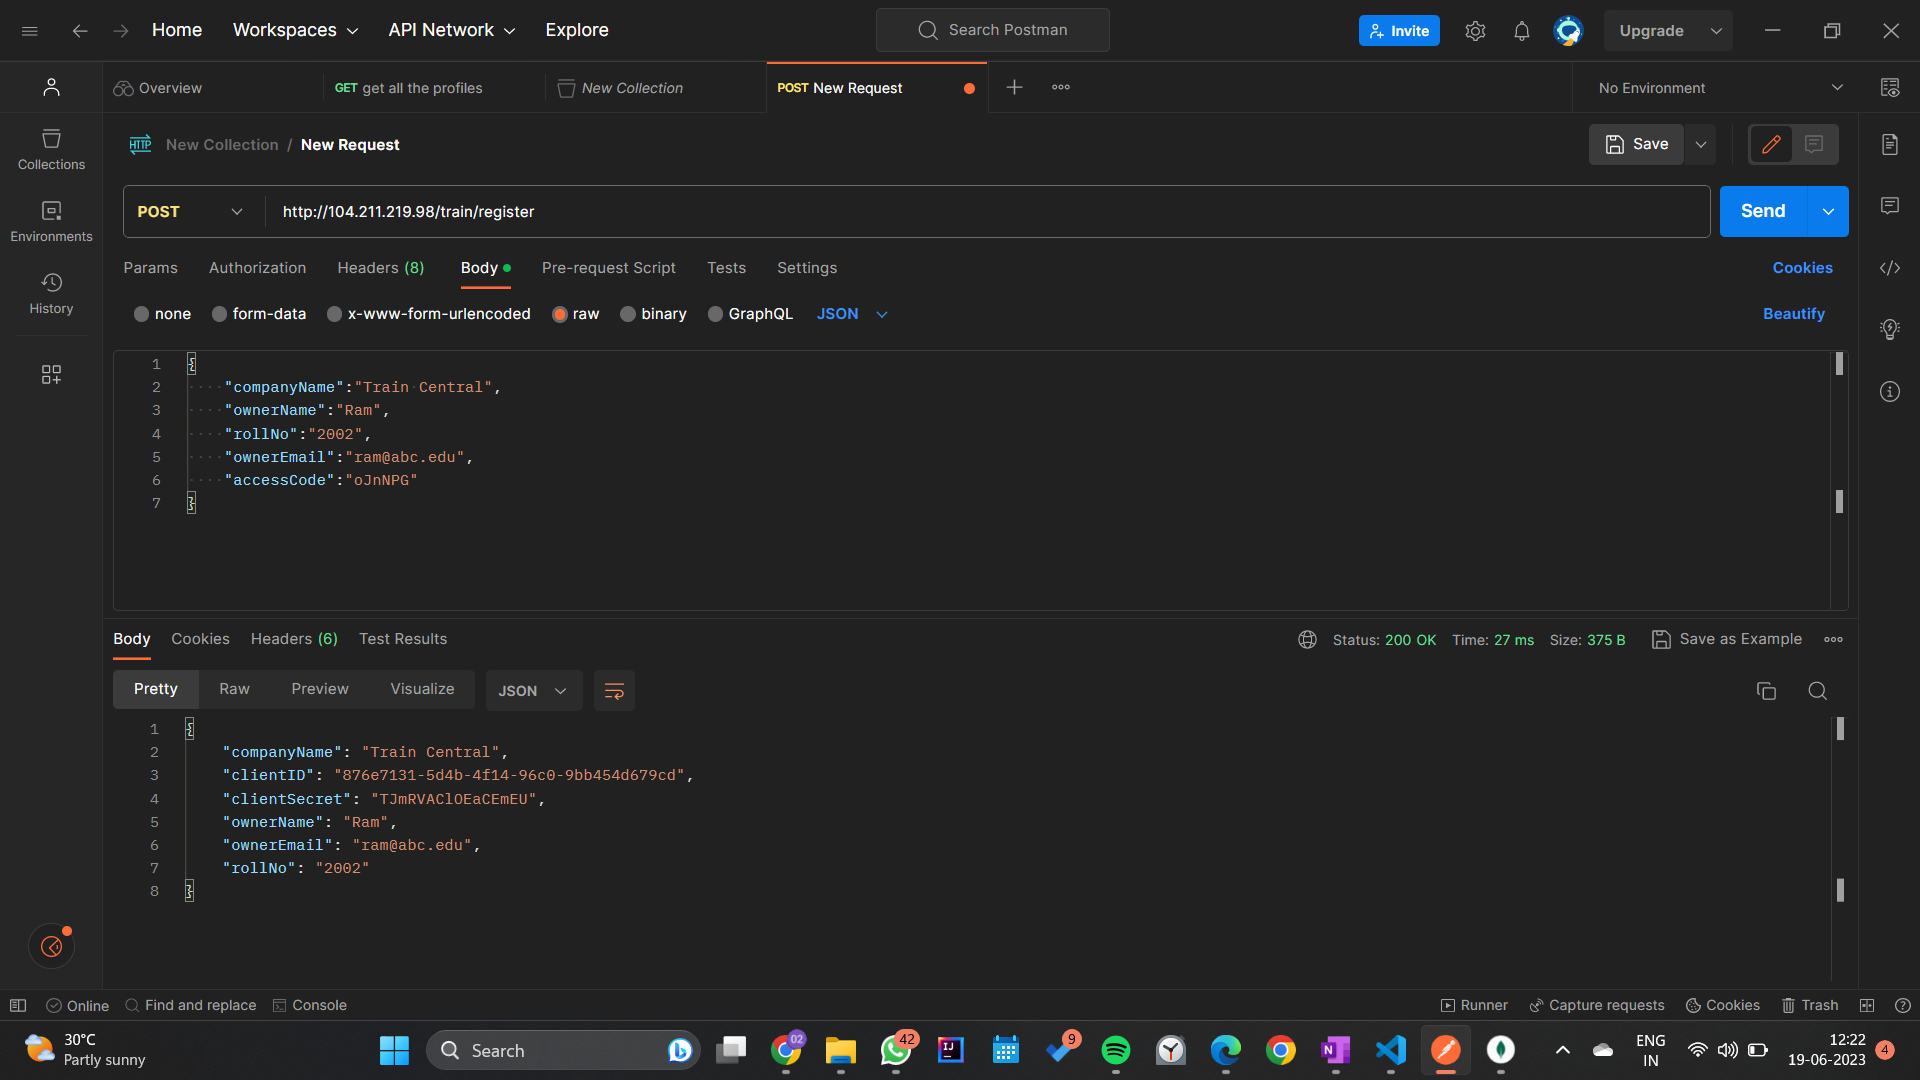 Home Workspaces API Network Explore Search Postman Invite Upgrade
Overview GET get all the profiles New Collection POST New Request No Environment
HTTP New Collection / New Request Save
Collections
Environments
History
POST http://104.211.219.98/train/register Send
Params Authorization Headers (8) Body Pre-request Script Tests Settings Cookies
none form-data x-www-form-urlencoded raw binary GraphQL JSON Beautify
1 {
2 "companyName":"Train Central",
3 "ownerName":"Ram",
4 "rollNo":"2002",
5 "ownerEmail":"ram@abc.edu",
6 "accessCode":"oJnNPG"
7 }
Body Cookies Headers (6) Test Results Status: 200 OK Time: 27 ms Size: 375 B Save as Example
Pretty Raw Preview Visualize JSON
1 {
2 "companyName": "Train Central",
3 "clientID": "876e7131-5d4b-4f14-96c0-9bb454d679cd",
4 "clientSecret": "TJmRVAClOEaCEmEU",
5 "ownerName": "Ram",
6 "ownerEmail": "ram@abc.edu",
7 "rollNo": "2002"
8 }
Online Find and replace Console Runner Capture requests Cookies Trash
30°C
Partly sunny
Search
02
42
IJ
9
N
ENG
IN
12:22
19-06-2023
4